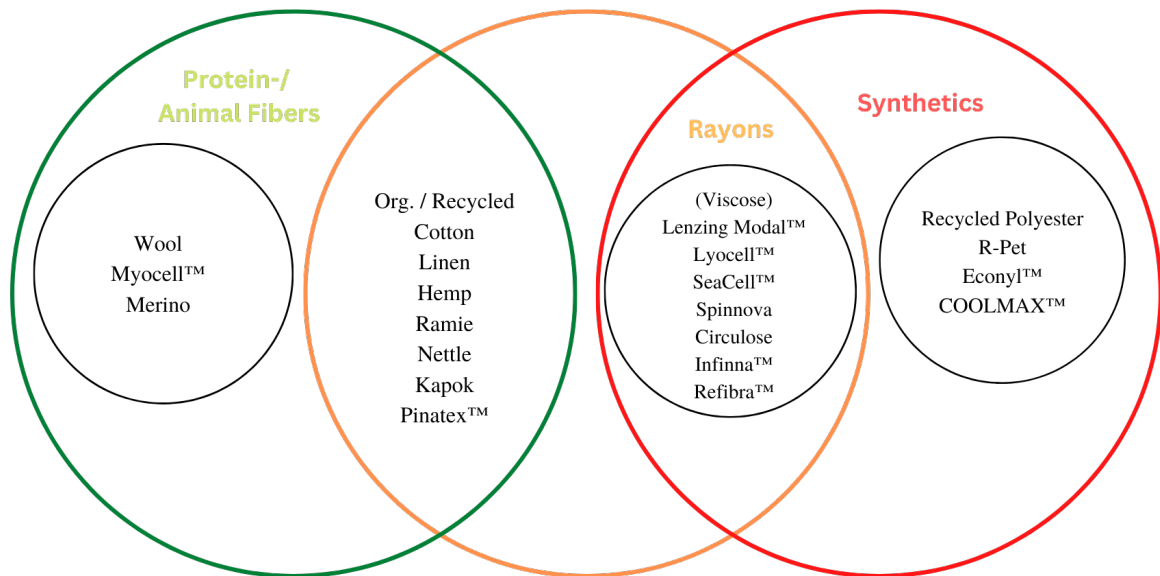 Protein-/
Animal Fibers
Wool
Myocell™
Merino
Org. / Recycled
Cotton
Linen
Hemp
Ramie
Nettle
Kapok
Pinatex™
Rayons
(Viscose)
Lenzing Modal™
Lyocell™
SeaCell™
Spinnova
Circulose
Infinna™
Refibra™
Synthetics
Recycled Polyester
R-Pet
Econyl™
COOLMAX™